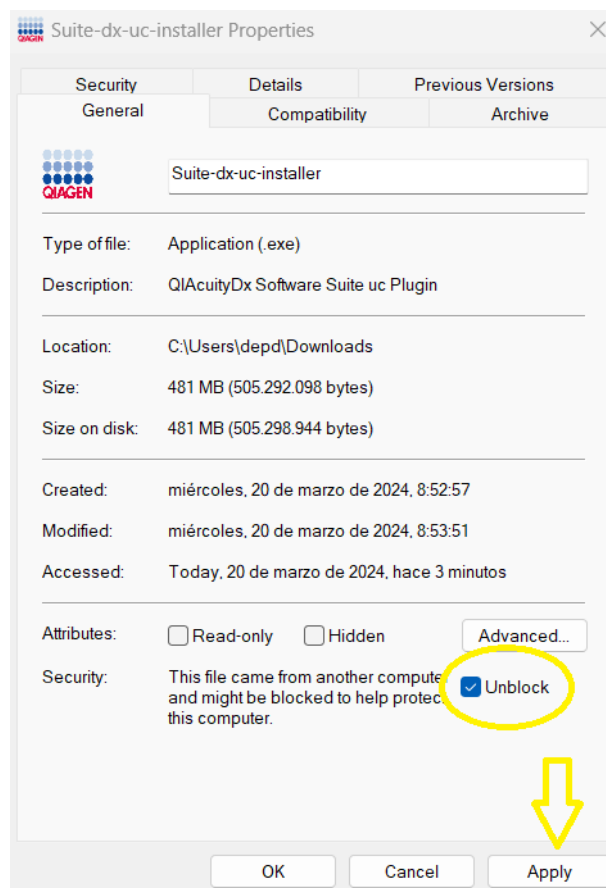 Suite-dx-uc-installer Properties
Security Details Previous Versions
General Compatibility Archive
QIAGEN
Suite-dx-uc-installer
Type of file: Application (.exe)
Description: QIAcuityDx Software Suite uc Plugin
Location: C:\Users\depd\Downloads
Size: 481 MB (505.292.098 bytes)
Size on disk: 481 MB (505.298.944 bytes)
Created: miércoles, 20 de marzo de 2024, 8:52:57
Modified: miércoles, 20 de marzo de 2024, 8:53:51
Accessed: Today, 20 de marzo de 2024, hace 3 minutos
Attributes: Read-only Hidden Advanced...
Security: This file came from another compute Unblock
and might be blocked to help protec
this computer.
OK Cancel Apply